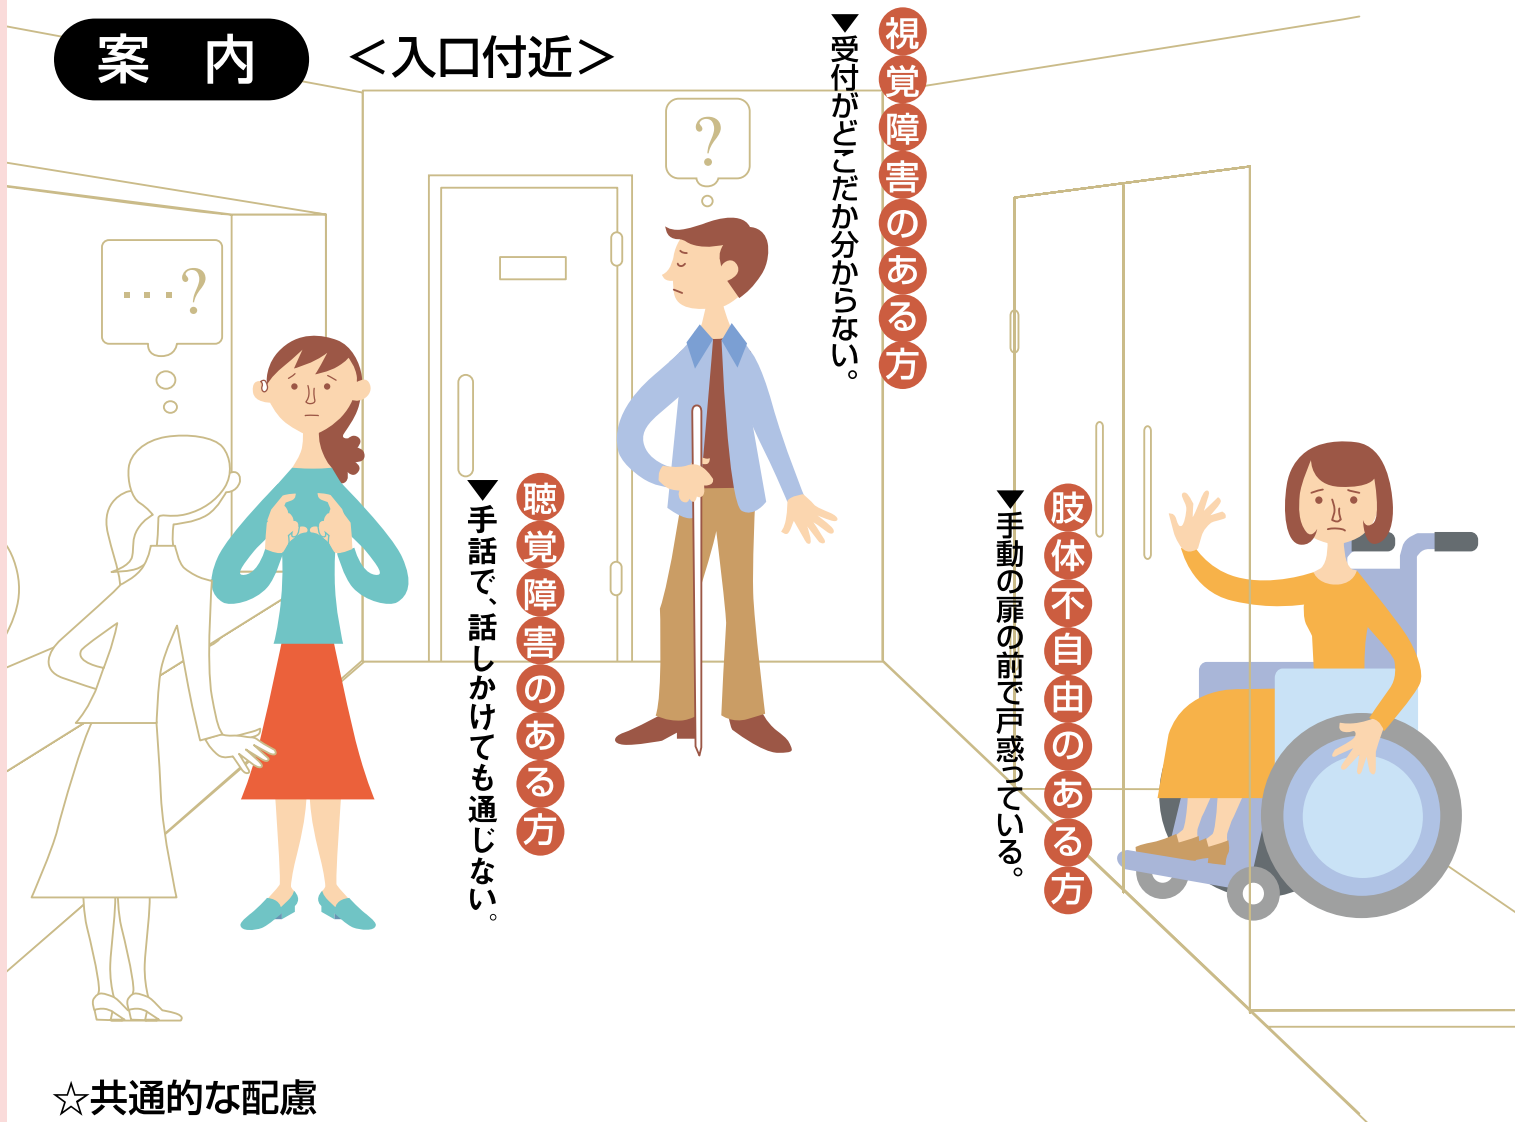 案 内
＜入口付近＞
視覚障害のある方
▼受付がどこだか分からない。
?
…?
聴覚障害のある方
▼手話で、話しかけても通じない。
肢体不自由のある方
▼手動の扉の前で戸惑っている。
☆共通的な配慮